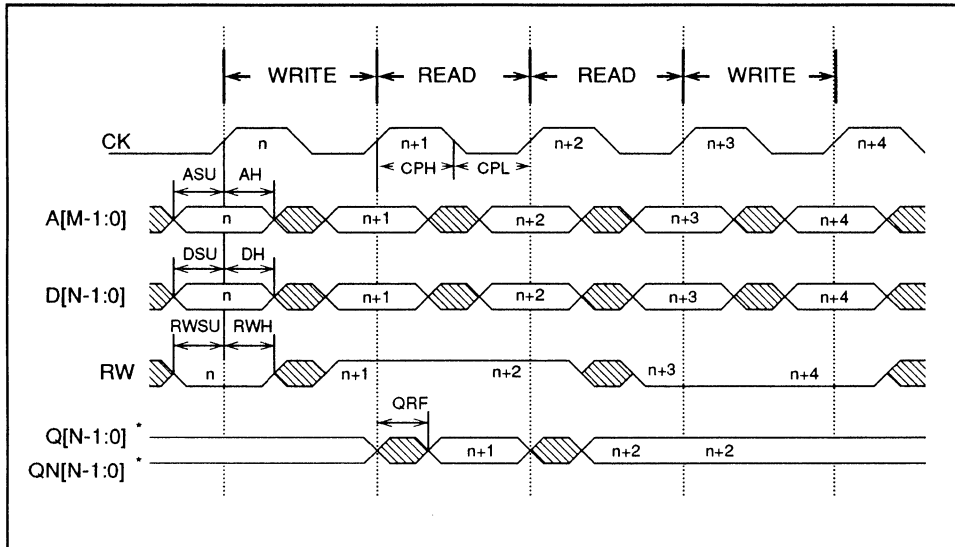 WRITE READ READ WRITE
CK n n+1 n+2 n+3 n+4
CPH CPL
ASU AH
A[M-1:0] n n+1 n+2 n+3 n+4
DSU DH
D[N-1:0] n n+1 n+2 n+3 n+4
RWSU RWH
RW n n+1 n+2 n+3 n+4
QRF
Q[N-1:0] *
n+1 n+2 n+2
QN[N-1:0] *